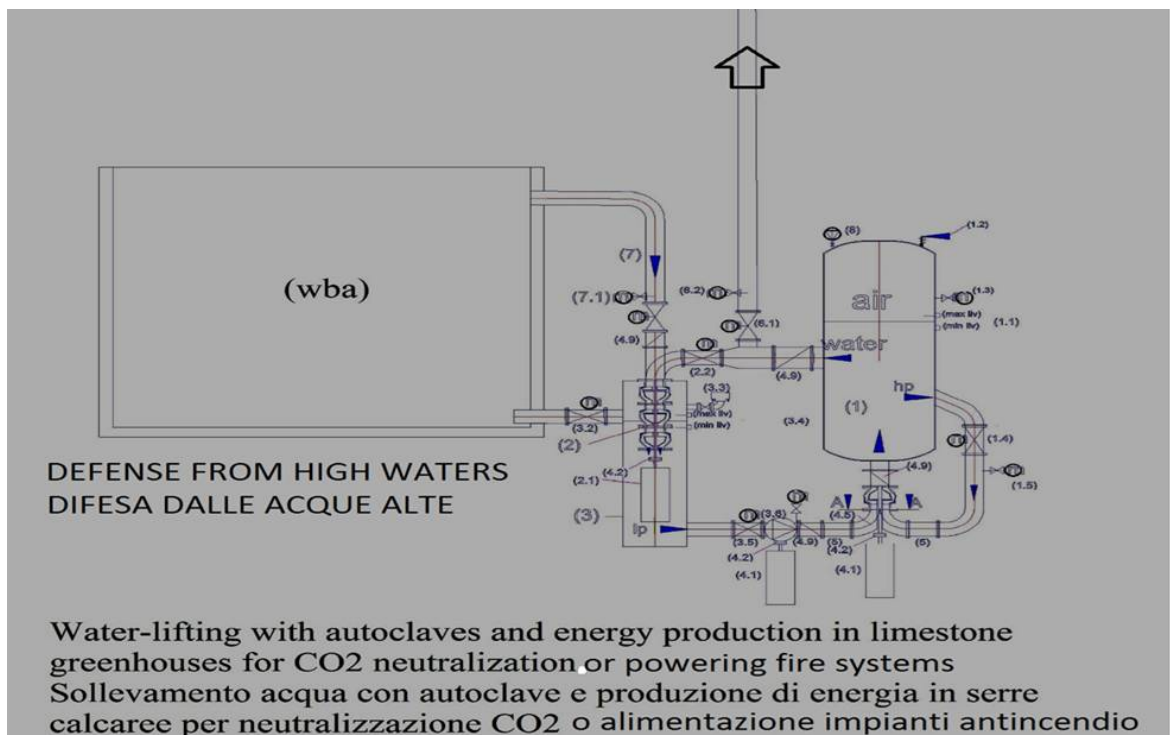 (8)
(1.2)
(7)
(wba)
(7.1)
(6.2)
air
(1.3)
(max liv)
(min liv)
(1.1)
(6.1)
(4.9)
water
(2.2)
(4.9)
(3.3)
hp
(max liv)
(min liv)
(3.4)
(1)
(3.2)
(2)
(1.4)
DEFENSE FROM HIGH WATERS
(4.2)
(4.9)
(1.5)
(2.1)
DIFESA DALLE ACQUE ALTE
A
A
(3)
(3.6)
(4.5)
lp
(3.5)
(4.9)
(5)
(5)
(4.2)
(4.2)
(4.1)
(4.1)
Water-lifting with autoclaves and energy production in limestone
greenhouses for CO2 neutralization.or powering fire systems
Sollevamento acqua con autoclave e produzione di energia in serre
calcaree per neutralizzazione CO2 o alimentazione impianti antincendio